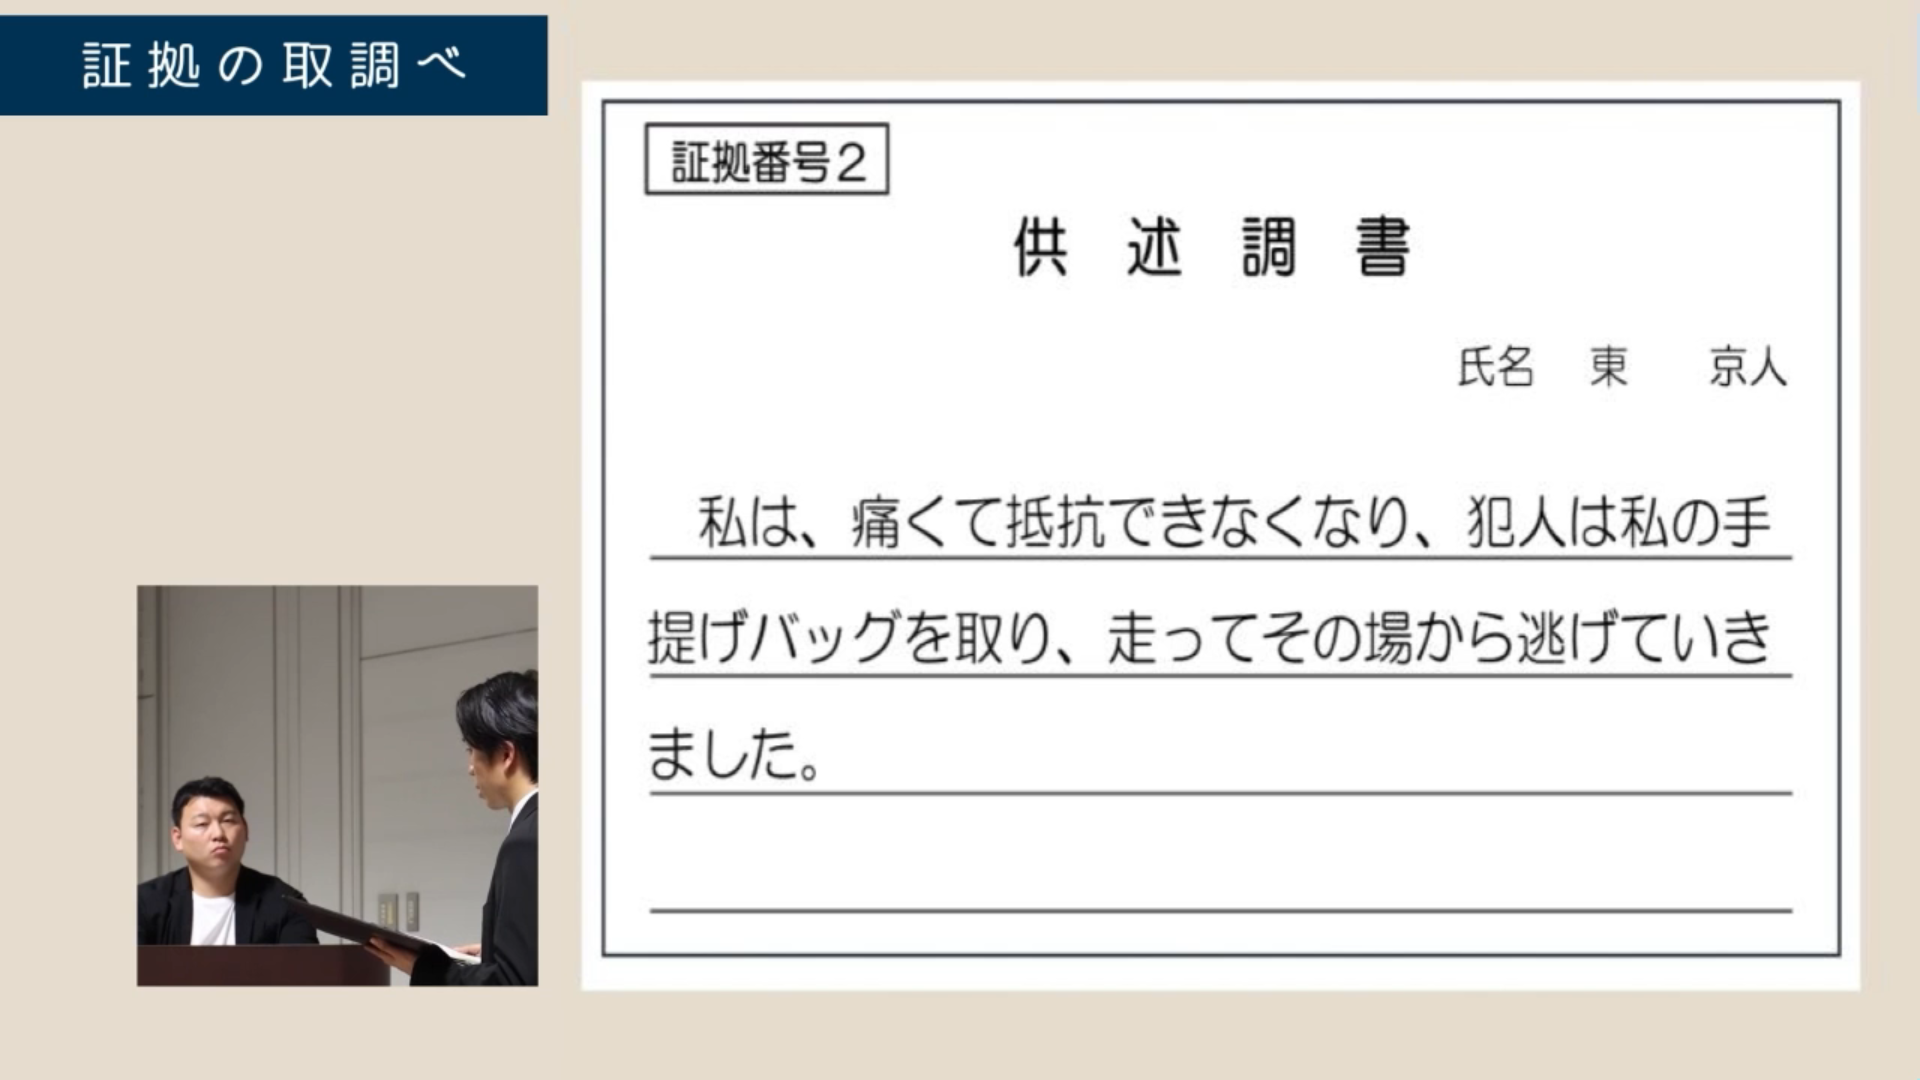 証拠の取調べ
証拠番号2
供述調書
氏名 東 京人
私は、痛くて抵抗できなくなり、犯人は私の手
提げバッグを取り、走ってその場から逃げていき
ました。